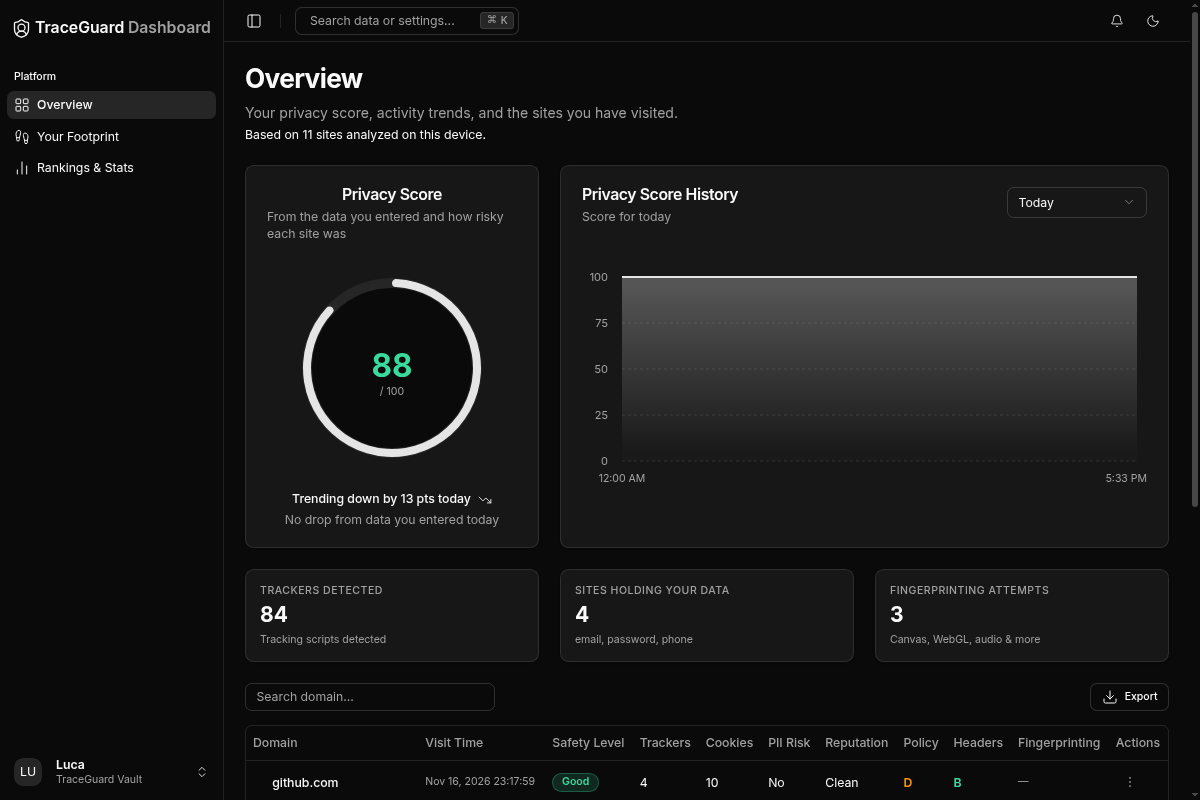 TraceGuard Dashboard
Search data or settings...
⌘ K
Platform
Overview
Your Footprint
Rankings & Stats
Overview
Your privacy score, activity trends, and the sites you have visited.
Based on 11 sites analyzed on this device.
Privacy Score
From the data you entered and how risky
each site was
88
/ 100
Trending down by 13 pts today
No drop from data you entered today
Privacy Score History
Score for today
Today
100
75
50
25
0
12:00 AM
5:33 PM
TRACKERS DETECTED
84
Tracking scripts detected
SITES HOLDING YOUR DATA
4
email, password, phone
FINGERPRINTING ATTEMPTS
3
Canvas, WebGL, audio & more
Search domain...
Export
Domain Visit Time Safety Level Trackers Cookies PII Risk Reputation Policy Headers Fingerprinting Actions
github.com Nov 16, 2026 23:17:59 Good 4 10 No Clean D B —
LU
Luca
TraceGuard Vault